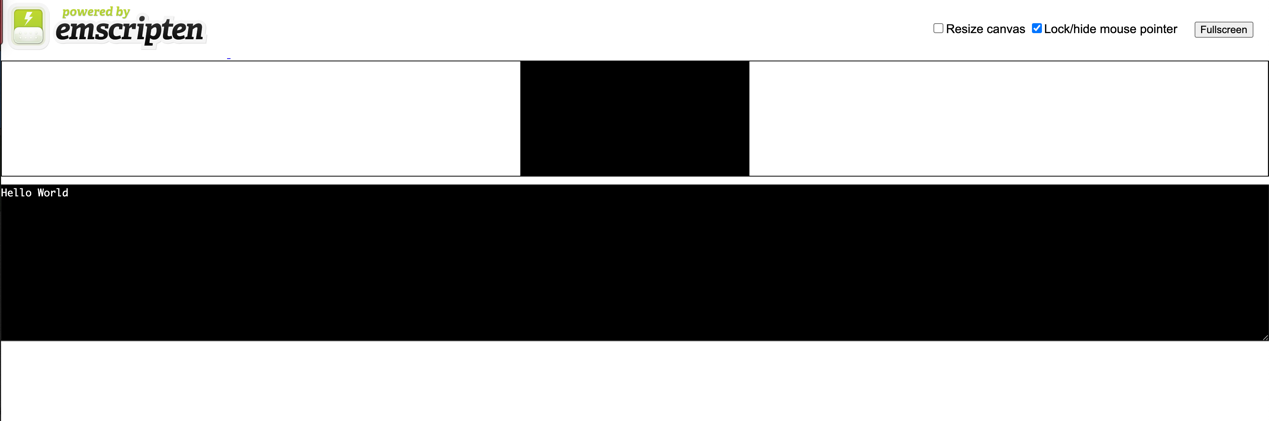 powered by
emscripten
Resize canvas Lock/hide mouse pointer Fullscreen
Hello World